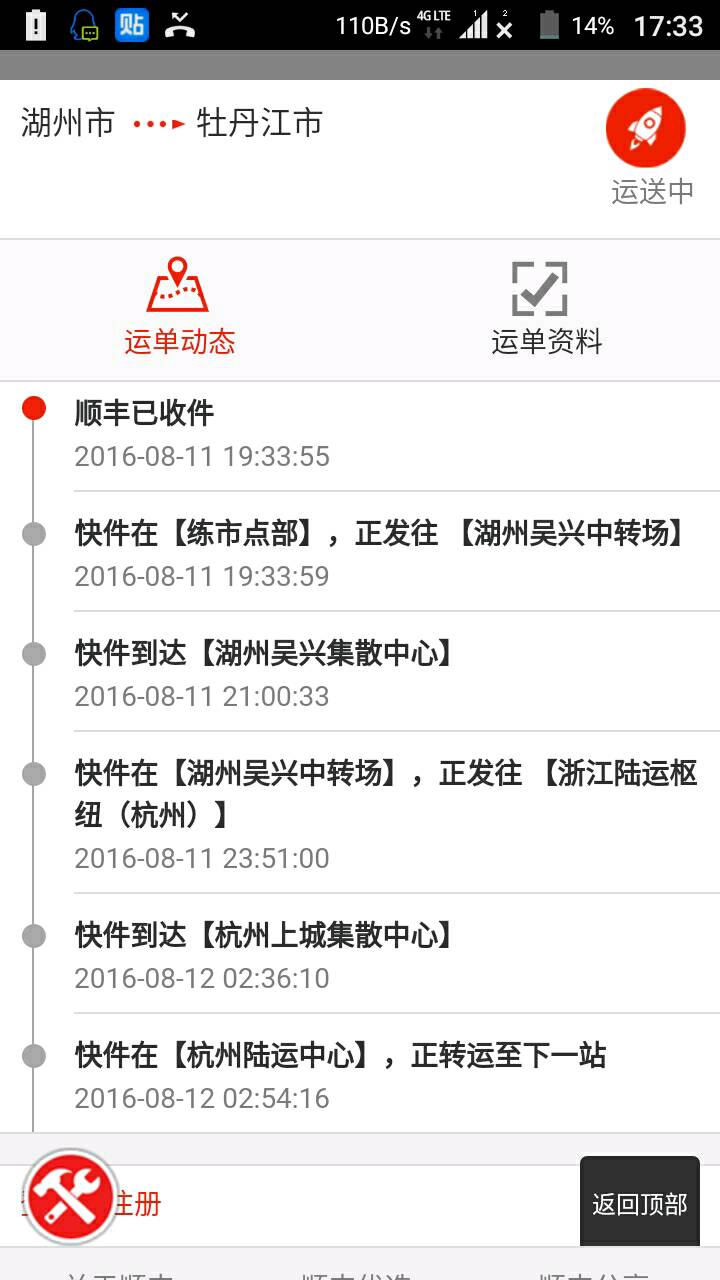 110B/s 4G LTE 1 2 14% 17:33
贴
湖州市 牡丹江市
运送中
运单动态 运单资料
顺丰已收件
2016-08-11 19:33:55
快件在【练市点部】，正发往 【湖州吴兴中转场】
2016-08-11 19:33:59
快件到达【湖州吴兴集散中心】
2016-08-11 21:00:33
快件在【湖州吴兴中转场】，正发往 【浙江陆运枢
纽（杭州）】
2016-08-11 23:51:00
快件到达【杭州上城集散中心】
2016-08-12 02:36:10
快件在【杭州陆运中心】，正转运至下一站
2016-08-12 02:54:16
注册
返回顶部